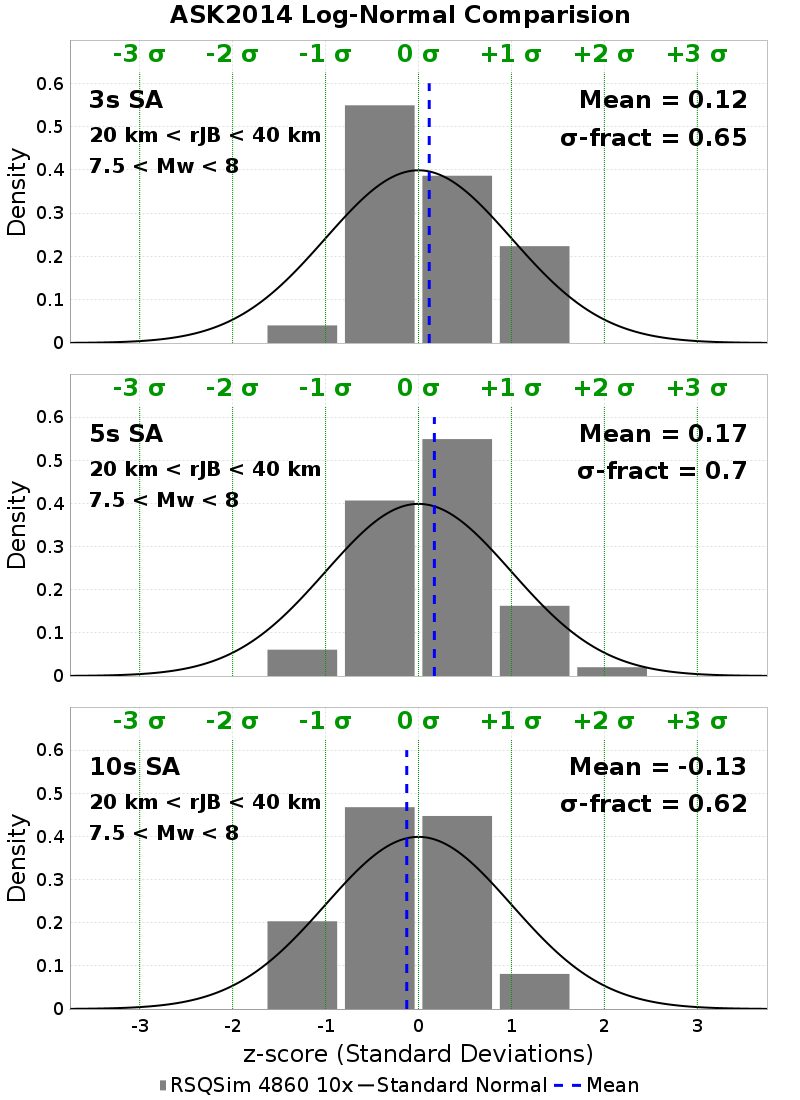 ASK2014 Log-Normal Comparision
-3 σ -2 σ -1 σ 0 σ +1 σ +2 σ +3 σ
0.6
3s SA
Mean = 0.12
0.5
20 km < rJB < 40 km
σ-fract = 0.65
0.4
7.5 < Mw < 8
0.3
Density
0.2
0.1
0
-3 σ -2 σ -1 σ 0 σ +1 σ +2 σ +3 σ
0.6
5s SA
Mean = 0.17
0.5
20 km < rJB < 40 km
σ-fract = 0.7
0.4
7.5 < Mw < 8
0.3
Density
0.2
0.1
0
-3 σ -2 σ -1 σ 0 σ +1 σ +2 σ +3 σ
0.6
10s SA
Mean = -0.13
0.5
20 km < rJB < 40 km
σ-fract = 0.62
0.4
7.5 < Mw < 8
0.3
Density
0.2
0.1
0
-3 -2 -1 0 1 2 3
z-score (Standard Deviations)
RSQSim 4860 10x Standard Normal Mean